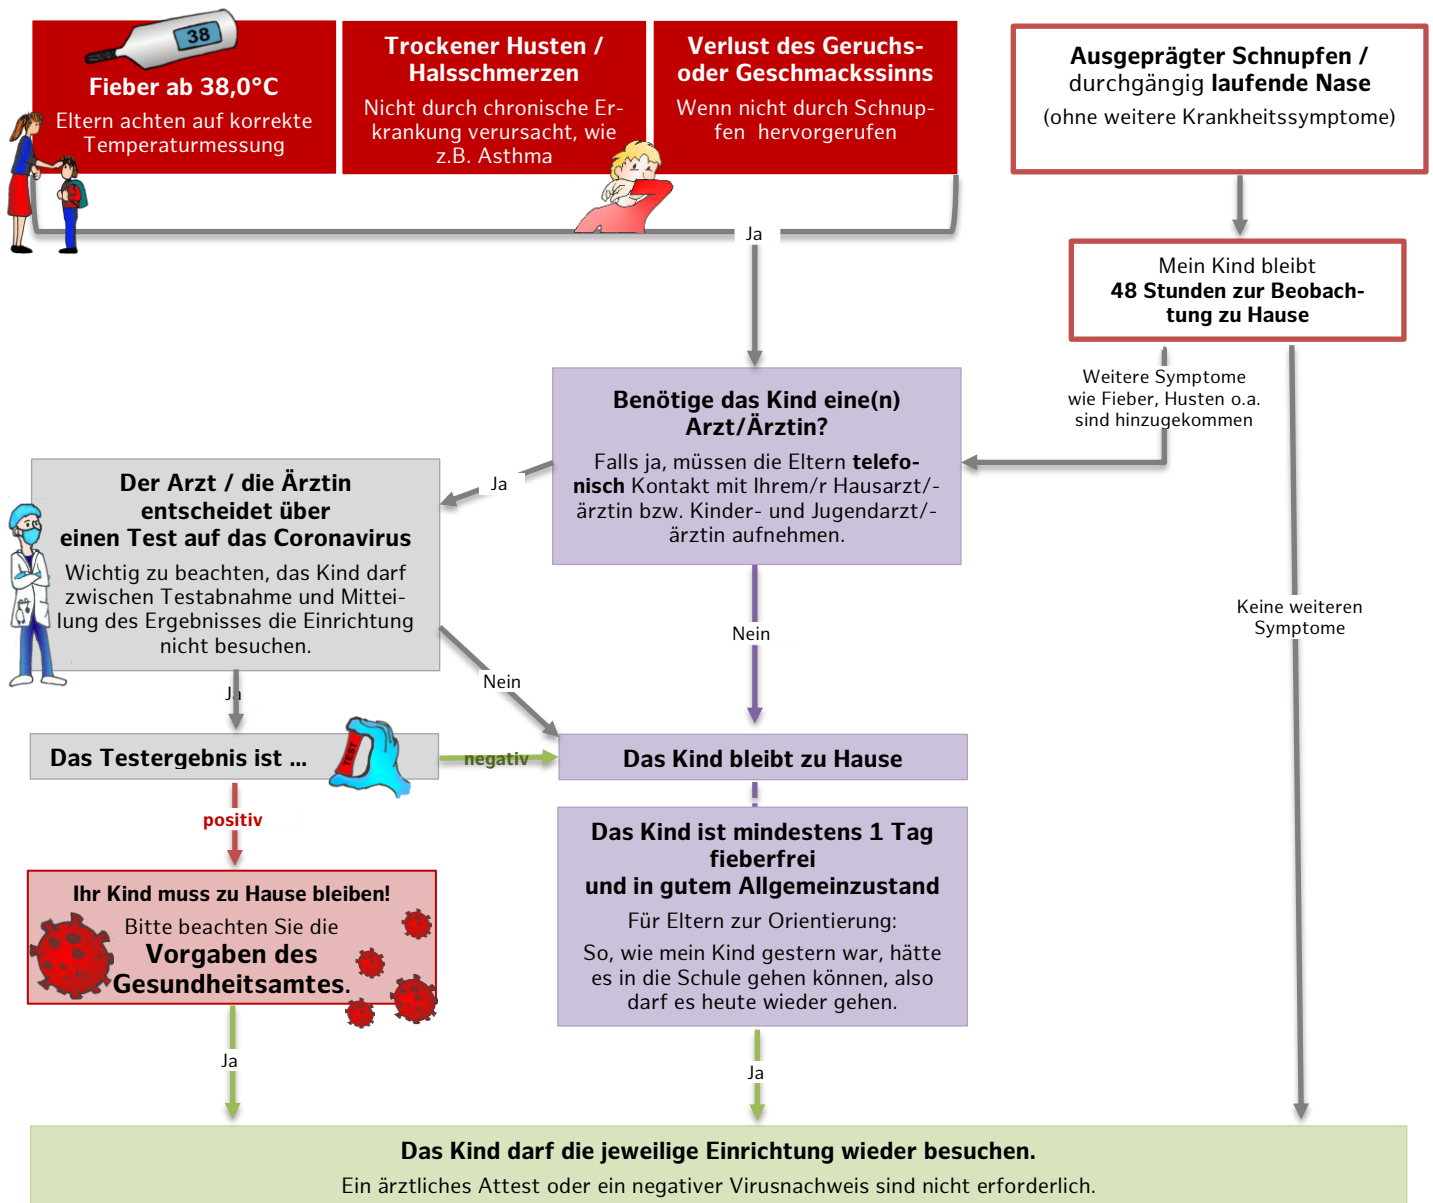 38
Fieber ab 38,0°C
Eltern achten auf korrekte
Temperaturmessung
Trockener Husten /
Halsschmerzen
Nicht durch chronische Er-
krankung verursacht, wie
z.B. Asthma
Verlust des Geruchs-
oder Geschmackssinns
Wenn nicht durch Schnup-
fen hervorgerufen
Ausgeprägter Schnupfen /
durchgängig laufende Nase
(ohne weitere Krankheitssymptome)
Ja
Mein Kind bleibt
48 Stunden zur Beobach-
tung zu Hause
Weitere Symptome
wie Fieber, Husten o.a.
sind hinzugekommen
Benötige das Kind eine(n)
Arzt/Ärztin?
Falls ja, müssen die Eltern telefo-
nisch Kontakt mit Ihrem/r Hausarzt/-
ärztin bzw. Kinder- und Jugendarzt/-
ärztin aufnehmen.
Ja
Der Arzt / die Ärztin
entscheidet über
einen Test auf das Coronavirus
Wichtig zu beachten, das Kind darf
zwischen Testabnahme und Mittei-
lung des Ergebnisses die Einrichtung
nicht besuchen.
Keine weiteren
Symptome
Nein
Nein
Ja
Das Testergebnis ist ...
TEST
negativ
Das Kind bleibt zu Hause
positiv
Das Kind ist mindestens 1 Tag
fieberfrei
und in gutem Allgemeinzustand
Für Eltern zur Orientierung:
So, wie mein Kind gestern war, hätte
es in die Schule gehen können, also
darf es heute wieder gehen.
Ihr Kind muss zu Hause bleiben!
Bitte beachten Sie die
Vorgaben des
Gesundheitsamtes.
Ja
Ja
Das Kind darf die jeweilige Einrichtung wieder besuchen.
Ein ärztliches Attest oder ein negativer Virusnachweis sind nicht erforderlich.